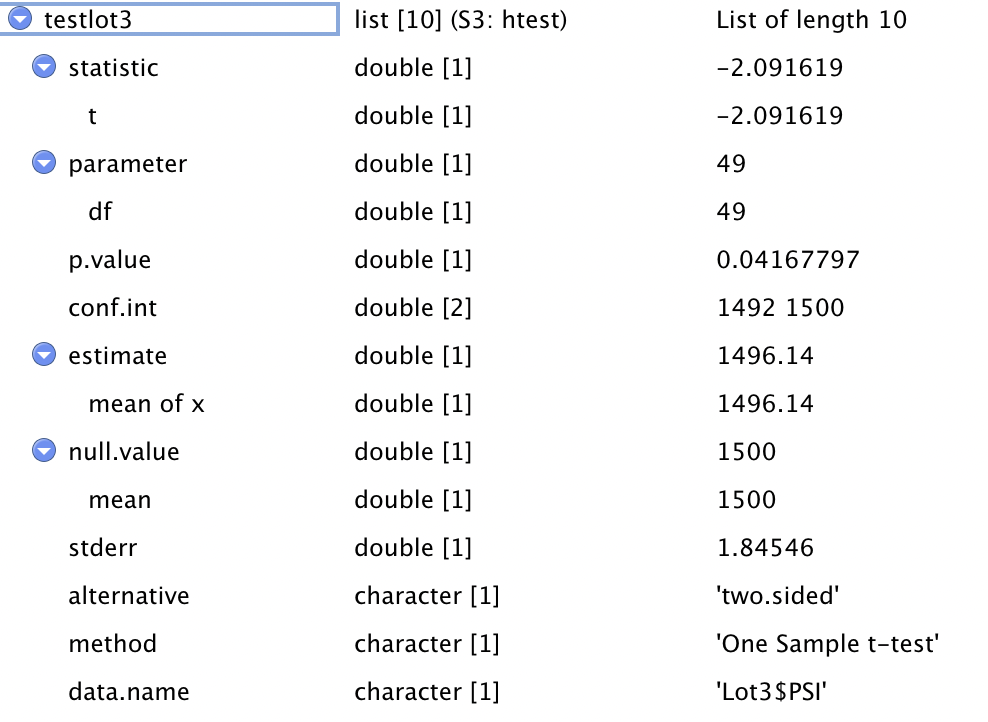 testlot3 list [10] (S3: htest) List of length 10
statistic double [1] -2.091619
t double [1] -2.091619
parameter double [1] 49
df double [1] 49
p.value double [1] 0.04167797
conf.int double [2] 1492 1500
estimate double [1] 1496.14
mean of x double [1] 1496.14
null.value double [1] 1500
mean double [1] 1500
stderr double [1] 1.84546
alternative character [1] 'two.sided'
method character [1] 'One Sample t-test'
data.name character [1] 'Lot3$PSI'